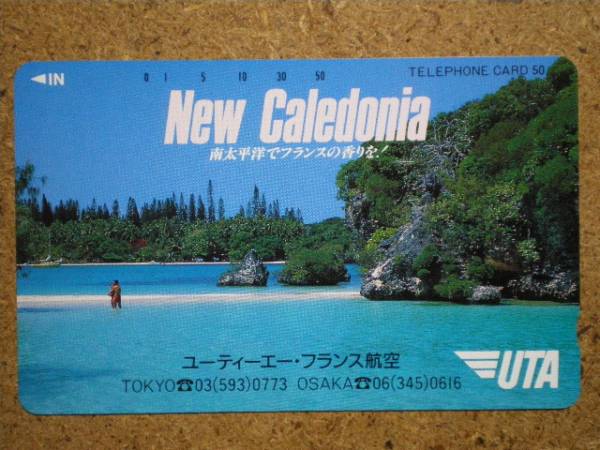 ◀IN
0 1 5 10 30 50
TELEPHONE CARD 50
New Caledonia
南太平洋でフランスの香りを!
ユーティーエー・フランス航空
UTA
TOKYO☎03(593)0773 OSAKA☎06(345)0616